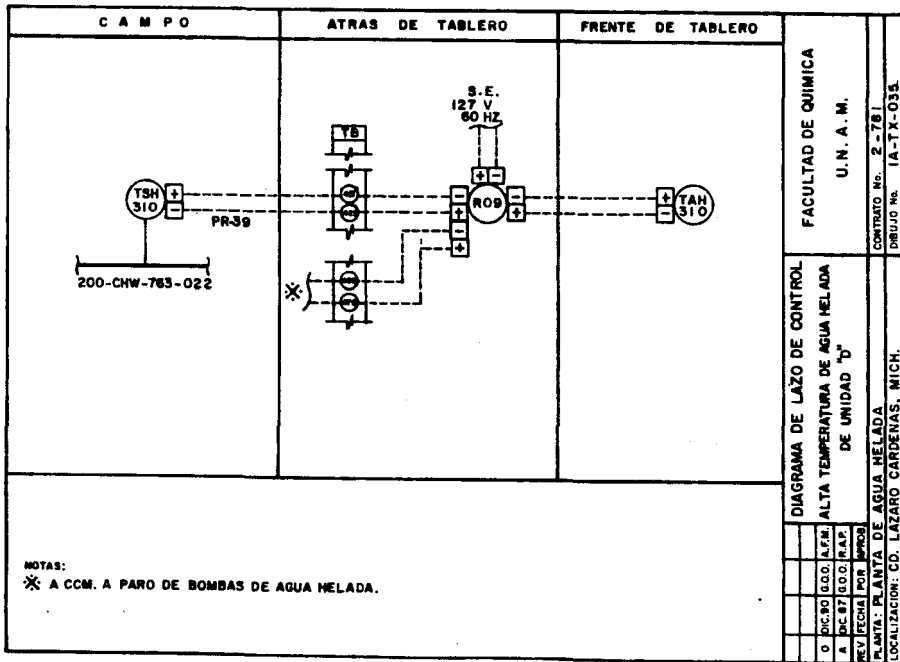 C A M P O
ATRAS DE TABLERO
FRENTE DE TABLERO
S.E.
127 V
60 HZ
TB
TSH
310
+
-
PR-39
200-CHW-763-022
R09
+ -
-
+
-
+
-
+
+
-
TAH
310
※
NOTAS:
※ A CCM. A PARO DE BOMBAS DE AGUA HELADA.
FACULTAD DE QUIMICA
U.N.A.M.
CONTRATO No. 2-781
DIBUJO No. IA-TX-035
DIAGRAMA DE LAZO DE CONTROL
ALTA TEMPERATURA DE AGUA HELADA
DE UNIDAD "D"
O DIC.90 G.O.O. A.F.M.
A DIC.87 G.O.O. R.A.P.
REV FECHA POR APROB
PLANTA: PLANTA DE AGUA HELADA
LOCALIZACION: CD. LAZARO CARDENAS, MICH.